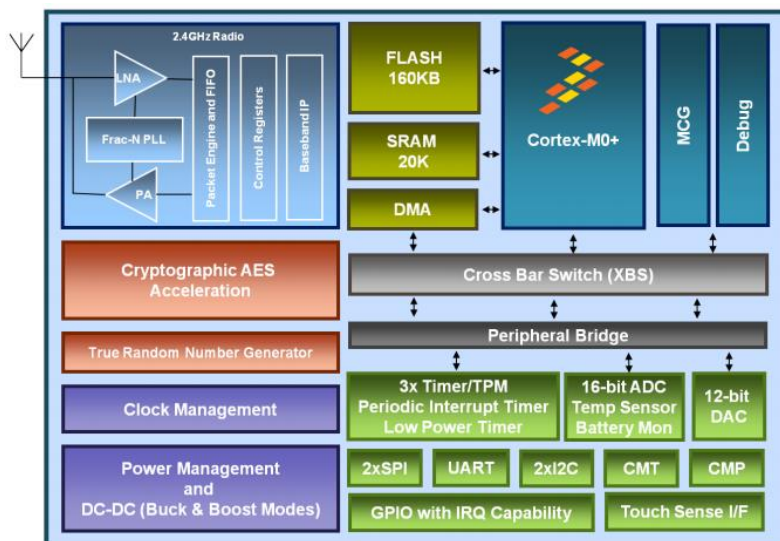 2.4GHz Radio
LNA
Frac-N PLL
PA
Packet Engine and FIFO
Control Registers
Baseband IP
FLASH
160KB
SRAM
20K
DMA
Cortex-M0+
MCG
Debug
Cryptographic AES
Acceleration
Cross Bar Switch (XBS)
True Random Number Generator
Peripheral Bridge
Clock Management
3x Timer/TPM
Periodic Interrupt Timer
Low Power Timer
16-bit ADC
Temp Sensor
Battery Mon
12-bit
DAC
Power Management
and
DC-DC (Buck & Boost Modes)
2xSPI
UART
2xI2C
CMT
CMP
GPIO with IRQ Capability
Touch Sense I/F